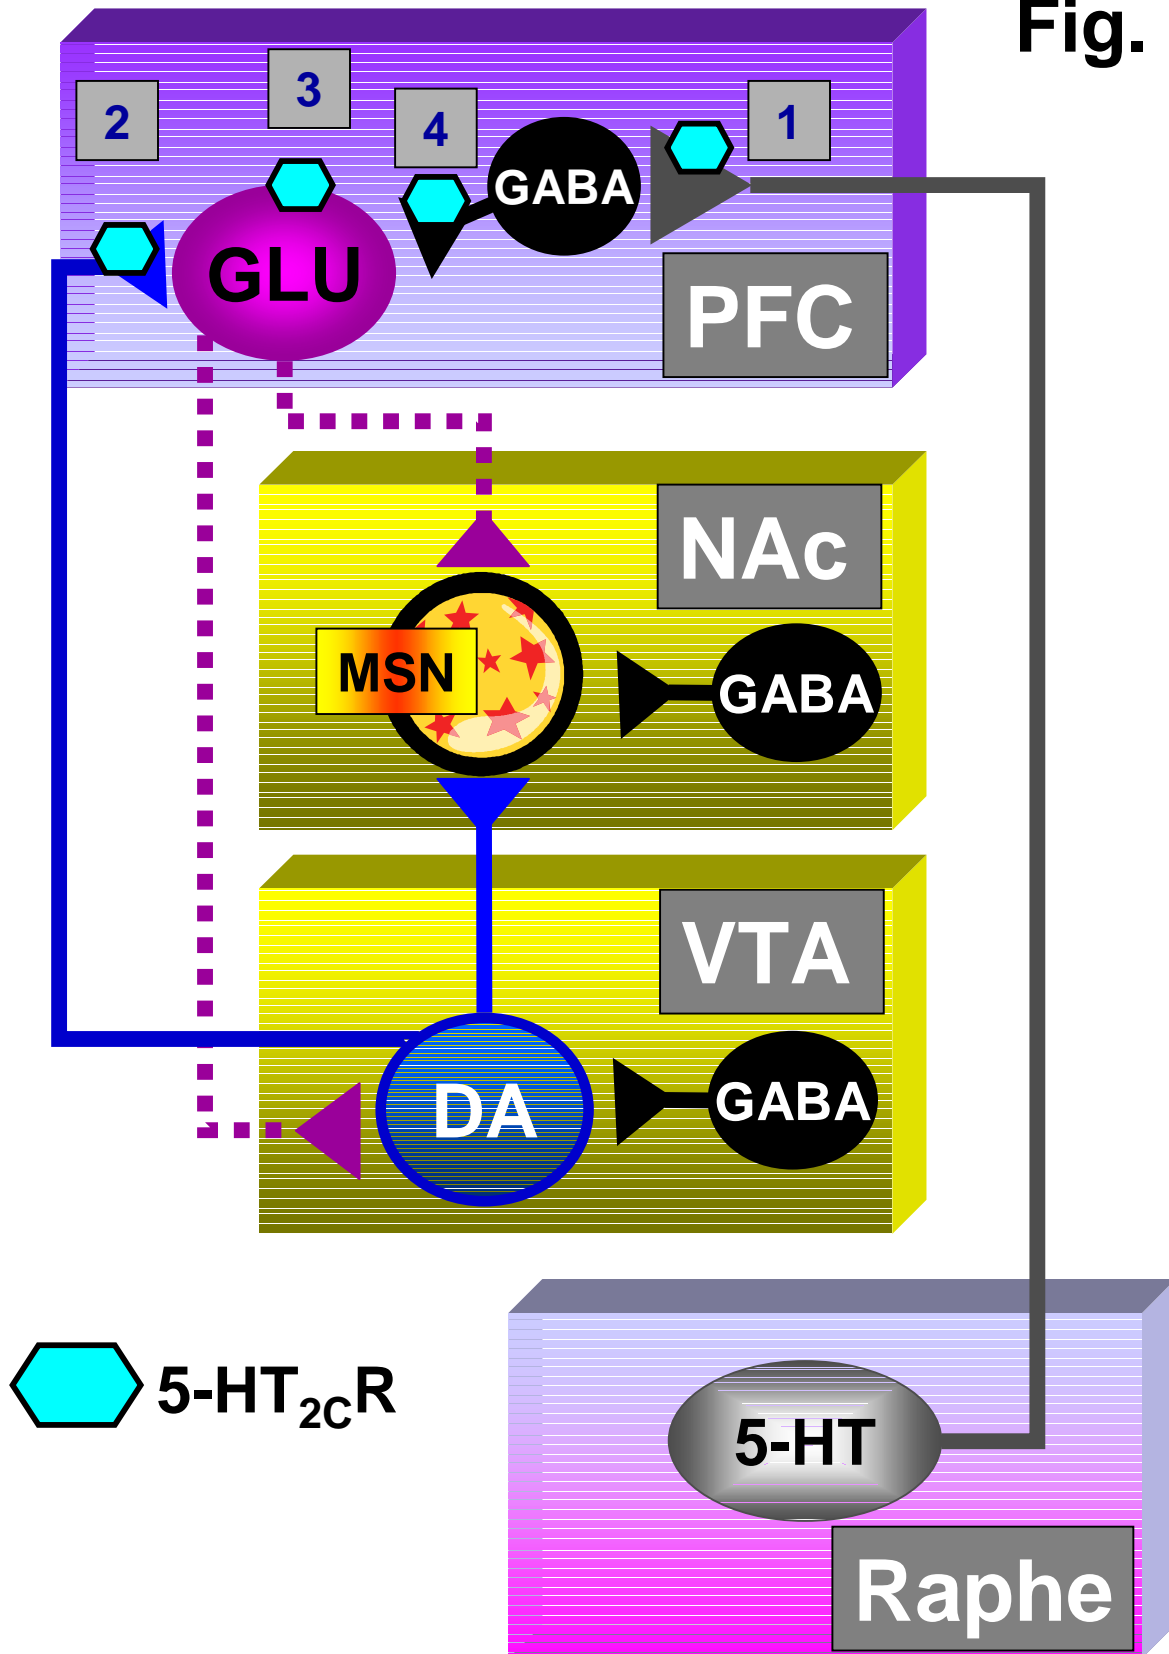 Fig.
3
2
4
1
GABA
GLU
PFC
NAc
MSN
GABA
VTA
DA
GABA
5-HT2CR
5-HT
Raphe